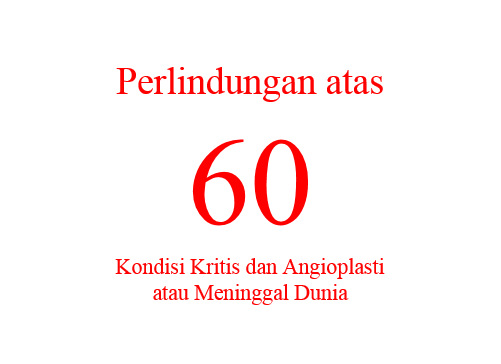 Perlindungan atas
60
Kondisi Kritis dan Angioplasti
atau Meninggal Dunia